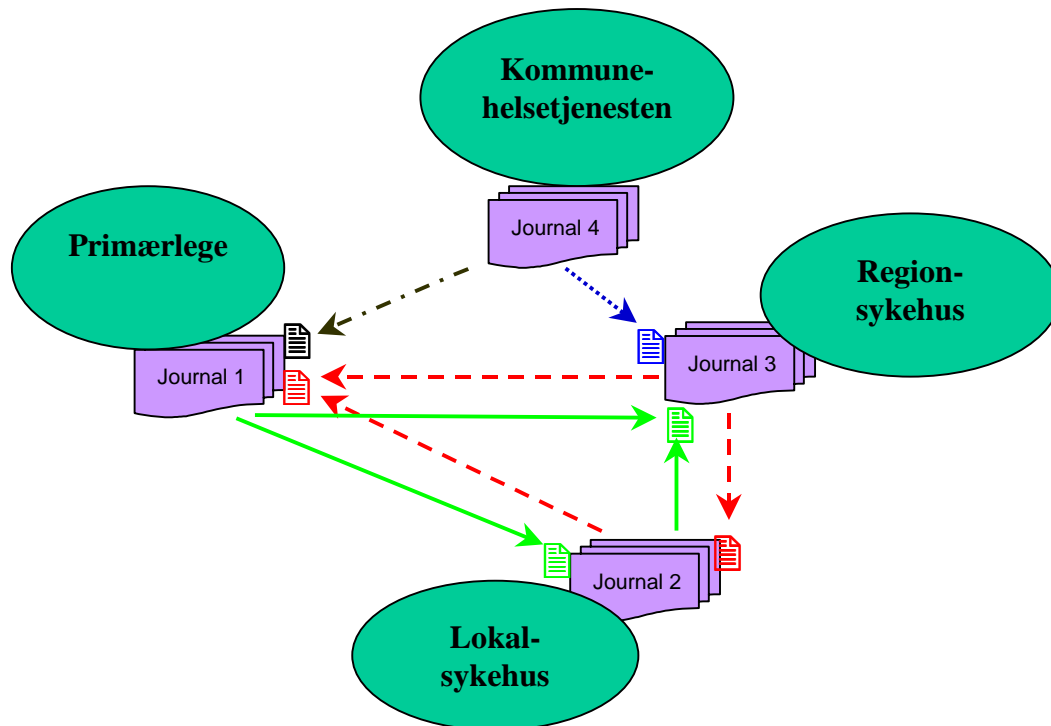 Kommune-
helsetjenesten
Journal 4
Primærlege
Journal 1
Region-
sykehus
Journal 3
Journal 2
Lokal-
sykehus